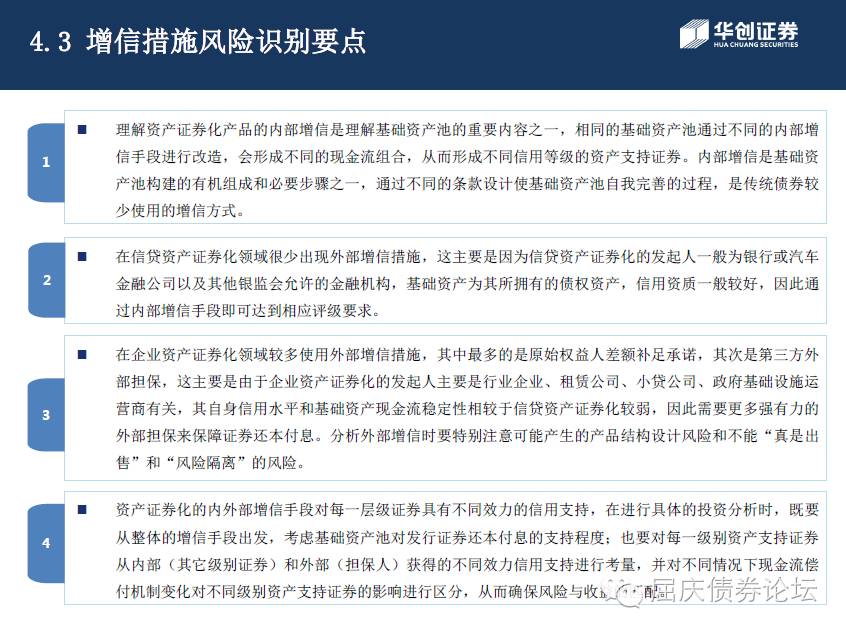 4.3 增信措施风险识别要点
华创证券
HUA CHUANG SECURITIES
1
■ 理解资产证券化产品的内部增信是理解基础资产池的重要内容之一，相同的基础资产池通过不同的内部增
信手段进行改造，会形成不同的现金流组合，从而形成不同信用等级的资产支持证券。内部增信是基础资
产池构建的有机组成和必要步骤之一，通过不同的条款设计使基础资产池自我完善的过程，是传统债券较
少使用的增信方式。
2
■ 在信贷资产证券化领域很少出现外部增信措施，这主要是因为信贷资产证券化的发起人一般为银行或汽车
金融公司以及其他银监会允许的金融机构，基础资产为其所拥有的债权资产，信用资质一般较好，因此通
过内部增信手段即可达到相应评级要求。
3
■ 在企业资产证券化领域较多使用外部增信措施，其中最多的是原始权益人差额补足承诺，其次是第三方外
部担保，这主要是由于企业资产证券化的发起人主要是行业企业、租赁公司、小贷公司、政府基础设施运
营商有关，其自身信用水平和基础资产现金流稳定性相较于信贷资产证券化较弱，因此需要更多强有力的
外部担保来保障证券还本付息。分析外部增信时要特别注意可能产生的产品结构设计风险和不能“真是出
售”和“风险隔离”的风险。
4
■ 资产证券化的内外部增信手段对每一层级证券具有不同效力的信用支持，在进行具体的投资分析时，既要
从整体的增信手段出发，考虑基础资产池对发行证券还本付息的支持程度；也要对每一级别资产支持证券
从内部（其它级别证券）和外部（担保人）获得的不同效力信用支持进行考量，并对不同情况下现金流偿
付机制变化对不同级别资产支持证券的影响进行区分，从而确保风险与收
屈庆债券论坛